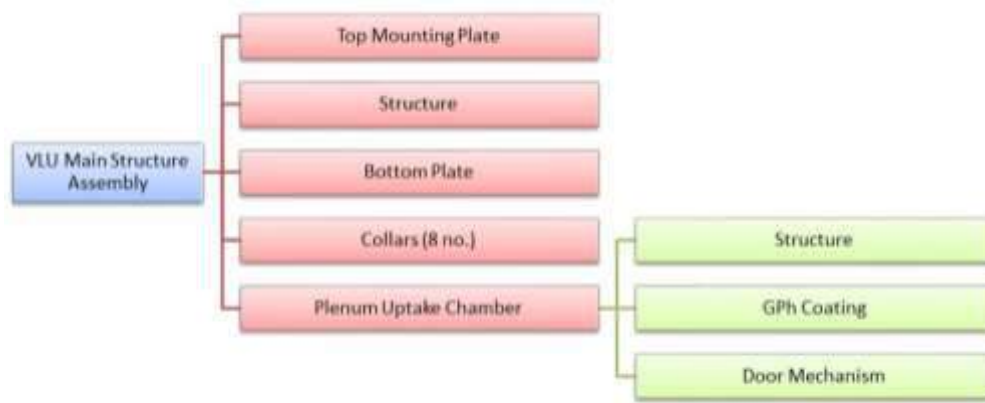 Top Mounting Plate
Structure
VLU Main Structure
Assembly
Bottom Plate
Collars (8 no.)
Plenum Uptake Chamber
Structure
GPh Coating
Door Mechanism